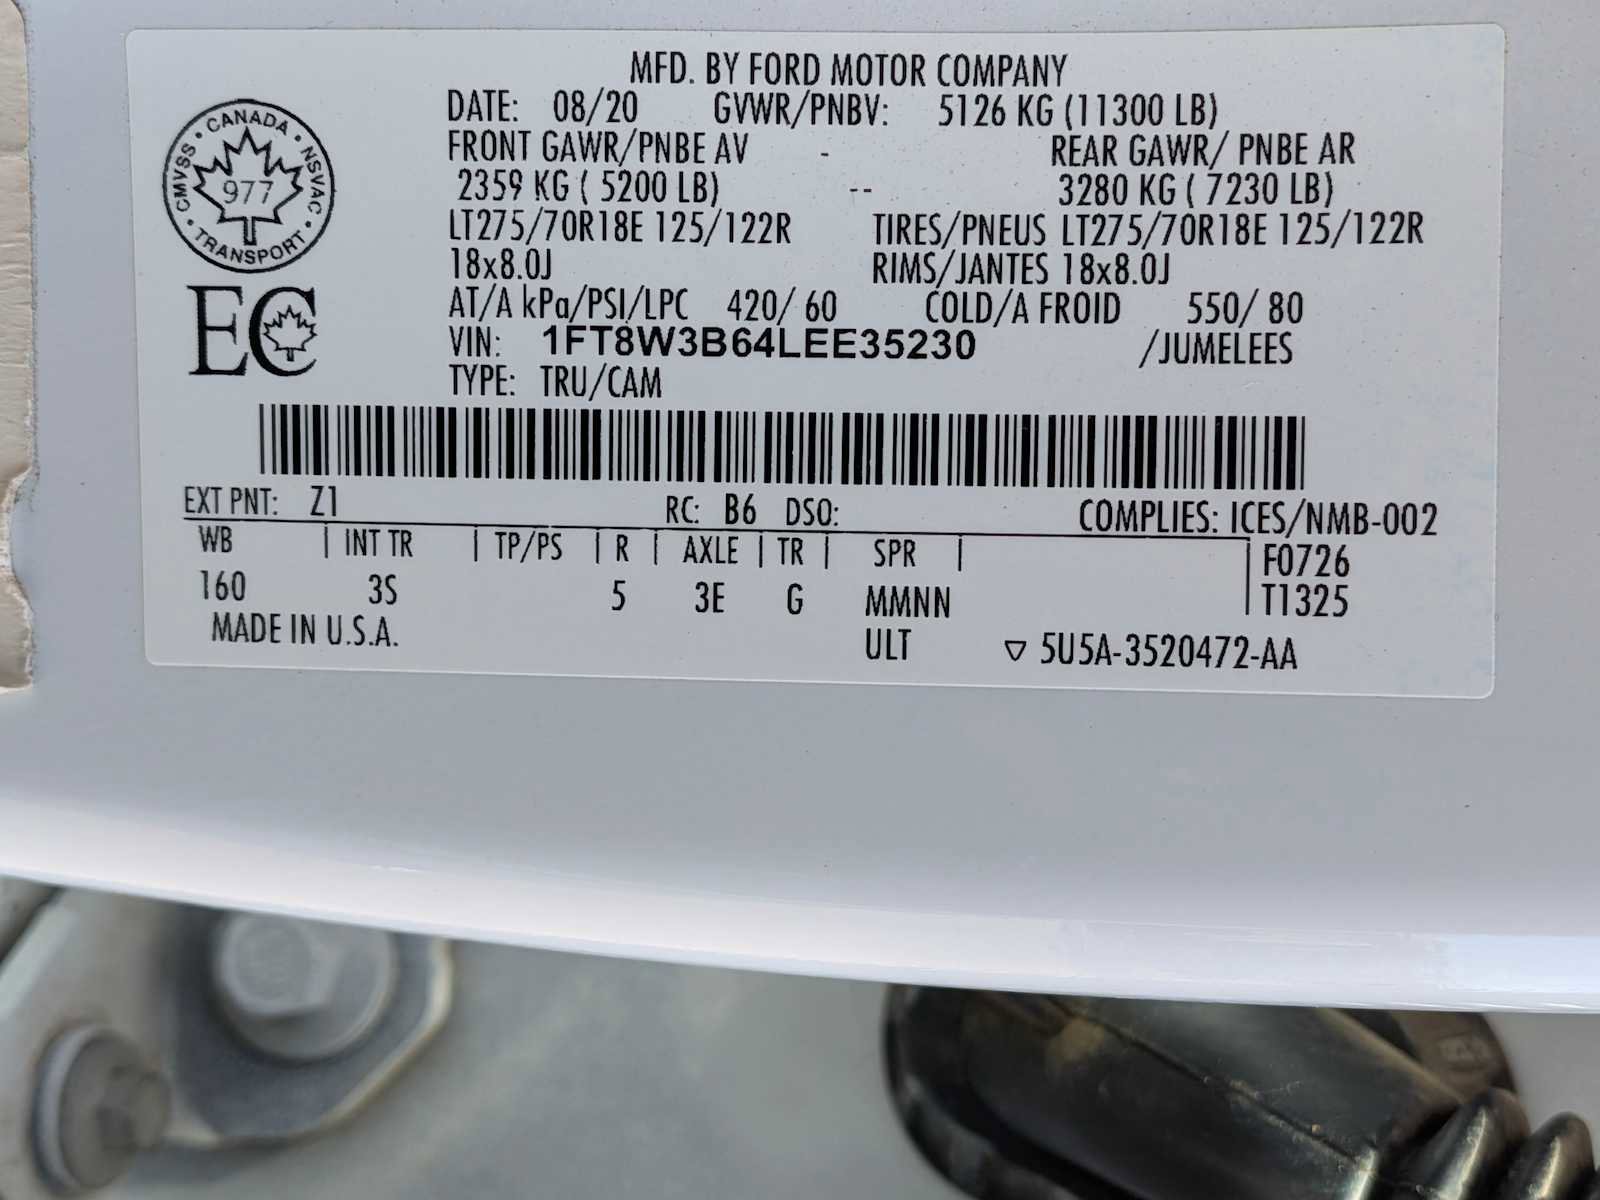 MFD. BY FORD MOTOR COMPANY
DATE: 08/20 GVWR/PNBV: 5126 KG (11300 LB)
FRONT GAWR/PNBE AV - REAR GAWR/ PNBE AR
2359 KG ( 5200 LB) -- 3280 KG ( 7230 LB)
LT275/70R18E 125/122R TIRES/PNEUS LT275/70R18E 125/122R
18x8.0J RIMS/JANTES 18x8.0J
AT/A kPa/PSI/LPC 420/ 60 COLD/A FROID 550/ 80
VIN: 1FT8W3B64LEE35230 /JUMELEES
TYPE: TRU/CAM
CANADA
CMVSS NSVAC
977
TRANSPORT
EC
EXT PNT: Z1 RC: B6 DSO: COMPLIES: ICES/NMB-002
WB | INT TR | TP/PS | R | AXLE | TR | SPR | F0726
160 3S 5 3E G MMNN T1325
MADE IN U.S.A. ULT ▽ 5U5A-3520472-AA